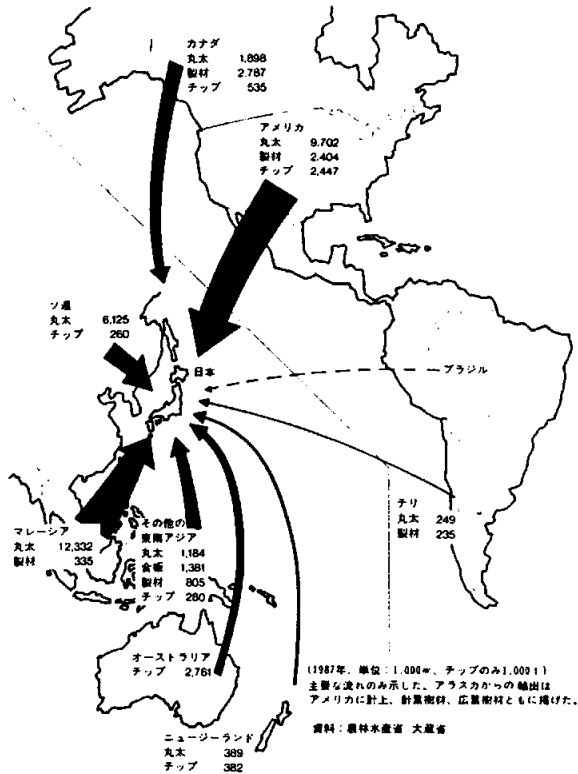 カナダ
丸太 1,898
製材 2.787
チップ 535
アメリカ
丸太 9.702
製材 2.404
チップ 2,447
ソ連
丸太 6,125
チップ 260
日本
ブラジル
チリ
丸太 249
製材 235
マレーシア
丸太 12,332
製材 335
その他の
東南アジア
丸太 1,184
合板 1,381
製材 805
チップ 280
オーストラリア
チップ 2,761
ニュージーランド
丸太 389
チップ 382
(1987年、単位:1.000㎥、チップのみ1.000t)
主要な流れのみ示した。アラスカからの輸出は
アメリカに計上、針葉樹材、広葉樹材ともに掲げた。
資料:農林水産省 大蔵省